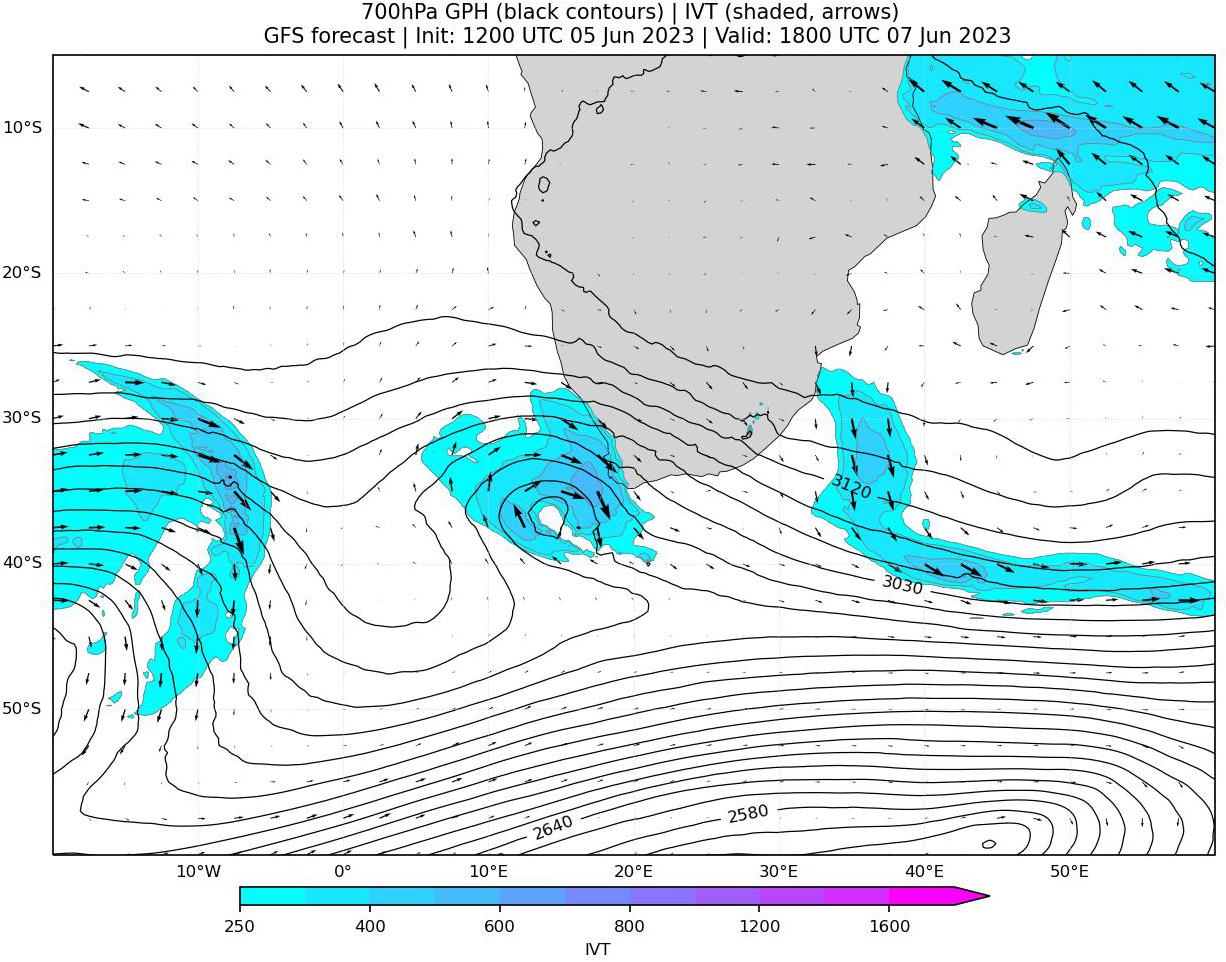 700hPa GPH (black contours) | IVT (shaded, arrows)
GFS forecast | Init: 1200 UTC 05 Jun 2023 | Valid: 1800 UTC 07 Jun 2023
10°S
20°S
30°S
3120
40°S
3030
50°S
2640
2580
10°W 0° 10°E 20°E 30°E 40°E 50°E
250 400 600 800 1200 1600
IVT